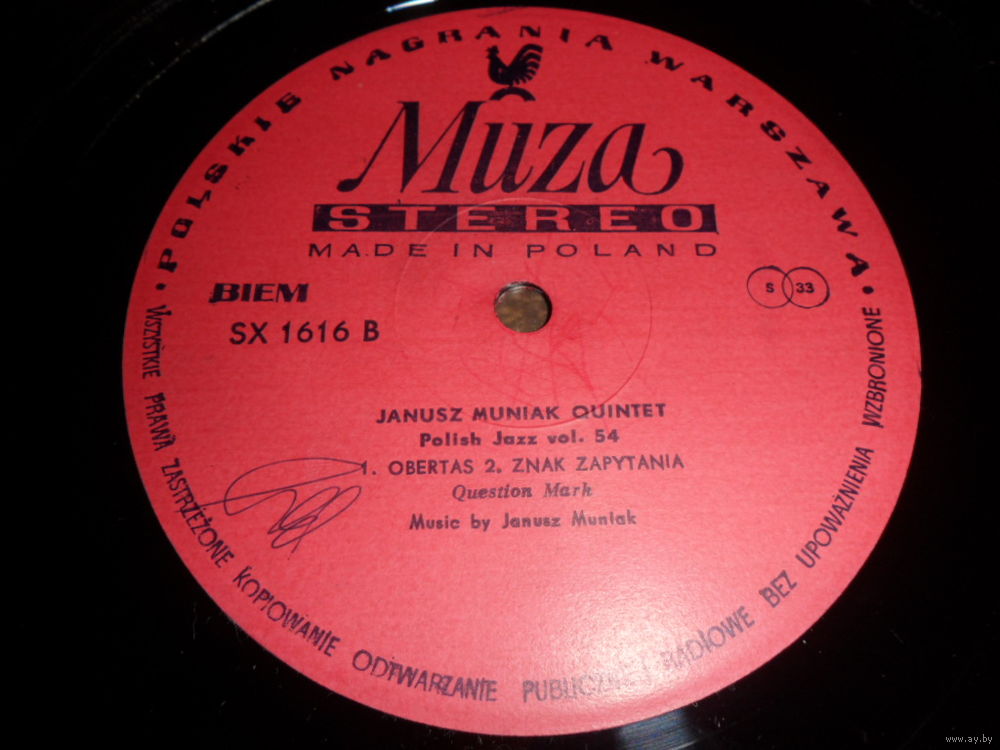 • POLSKIE NAGRANIA WARSZAWA •
Muza
STEREO
MADE IN POLAND
BIEM
S 33
SX 1616 B
JANUSZ MUNIAK QUINTET
Polish Jazz vol. 54
1. OBERTAS 2. ZNAK ZAPYTANIA
Question Mark
Music by Janusz Muniak
WSZYSTKIE PRAWA ZASTRZEŻONE KOPIOWANIE ODTWARZANIE I RADIOWE BEZ UPOWAŻNIENIA WZBRONIONE
www.ay.by